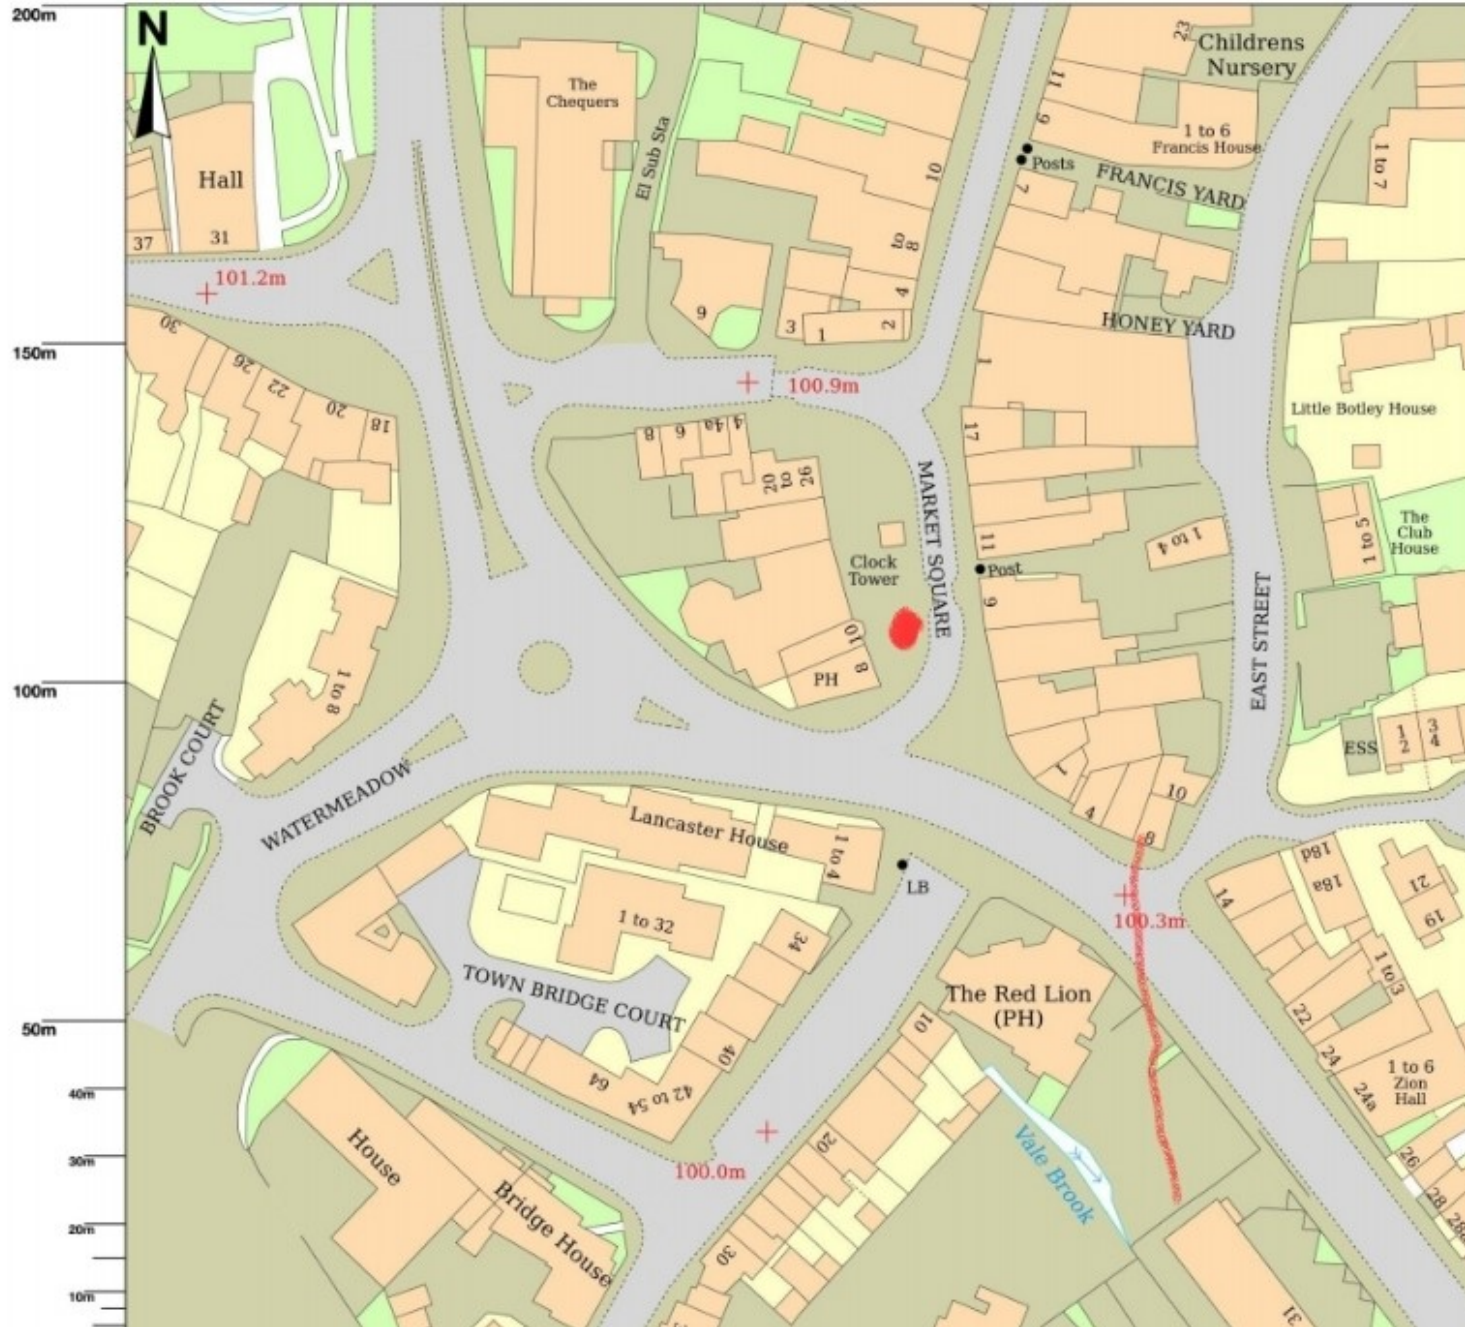 200m
N
23
Childrens
Nursery
The
Chequers
11
9
1 to 6
Francis House
El Sub Sta
Posts
FRANCIS YARD
1 to 7
10
7
Hall
37
31
to
8
101.2m
9
4
3
1
2
HONEY YARD
30
150m
26
22
20
18
100.9m
1
Little Botley House
8
6
4a
4
17
MARKET SQUARE
20
to
26
11
1 to 4
1 to 5
The
Club
House
Clock
Tower
Post
9
EAST STREET
10
8
PH
1 to 8
100m
BROOK COURT
WATERMEADOW
ESS
1
2
3
4
1
4
10
8
Lancaster House
1 to 4
LB
18d
18a
21
19
14
100.3m
1 to 32
34
TOWN BRIDGE COURT
The Red Lion
(PH)
1 to 3
22
50m
10
40
24
64
42 to 54
1 to 6
Zion
Hall
24a
40m
House
20
Vale Brook
26
30m
100.0m
28
28a
Bridge House
20m
30
10m
31